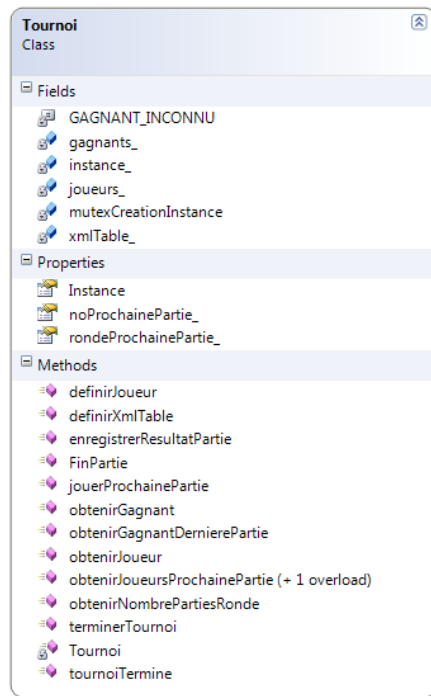 Tournoi
Class
Fields
GAGNANT_INCONNU
gagnants_
instance_
joueurs_
mutexCreationInstance
xmlTable_
Properties
Instance
noProchainePartie_
rondeProchainePartie_
Methods
definirJoueur
definirXmlTable
enregistrerResultatPartie
FinPartie
jouerProchainePartie
obtenirGagnant
obtenirGagnantDernierePartie
obtenirJoueur
obtenirJoueursProchainePartie (+ 1 overload)
obtenirNombrePartiesRonde
terminerTournoi
Tournoi
tournoiTermine